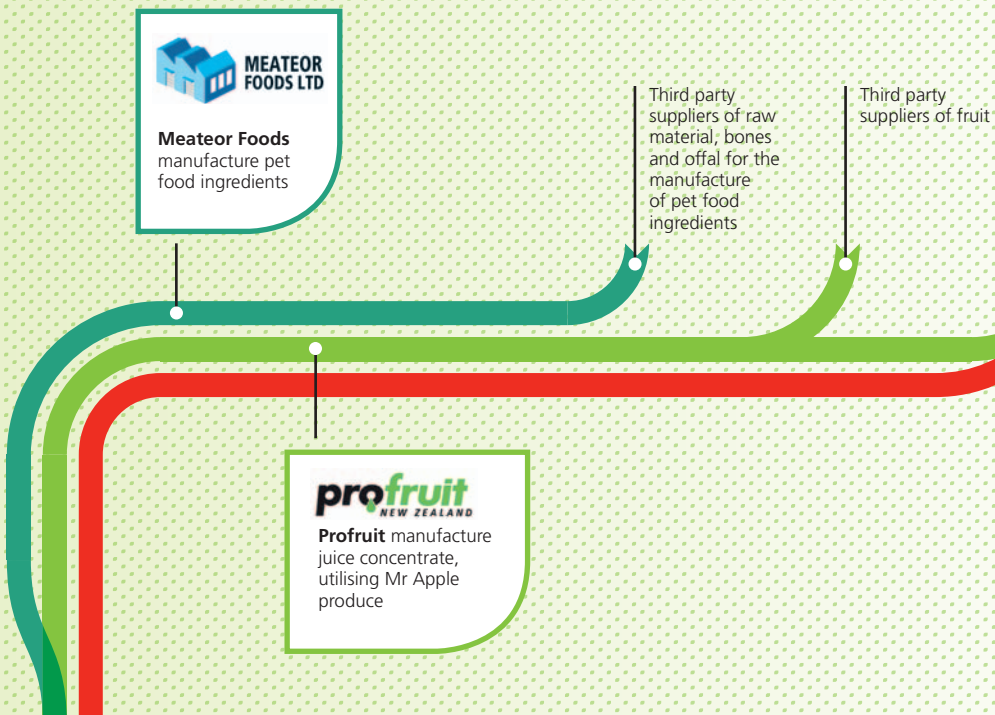 MEATEOR
FOODS LTD
Meateor Foods
manufacture pet
food ingredients
Third party
suppliers of raw
material, bones
and offal for the
manufacture
of pet food
ingredients
Third party
suppliers of fruit
profruit
NEW ZEALAND
Profruit manufacture
juice concentrate,
utilising Mr Apple
produce